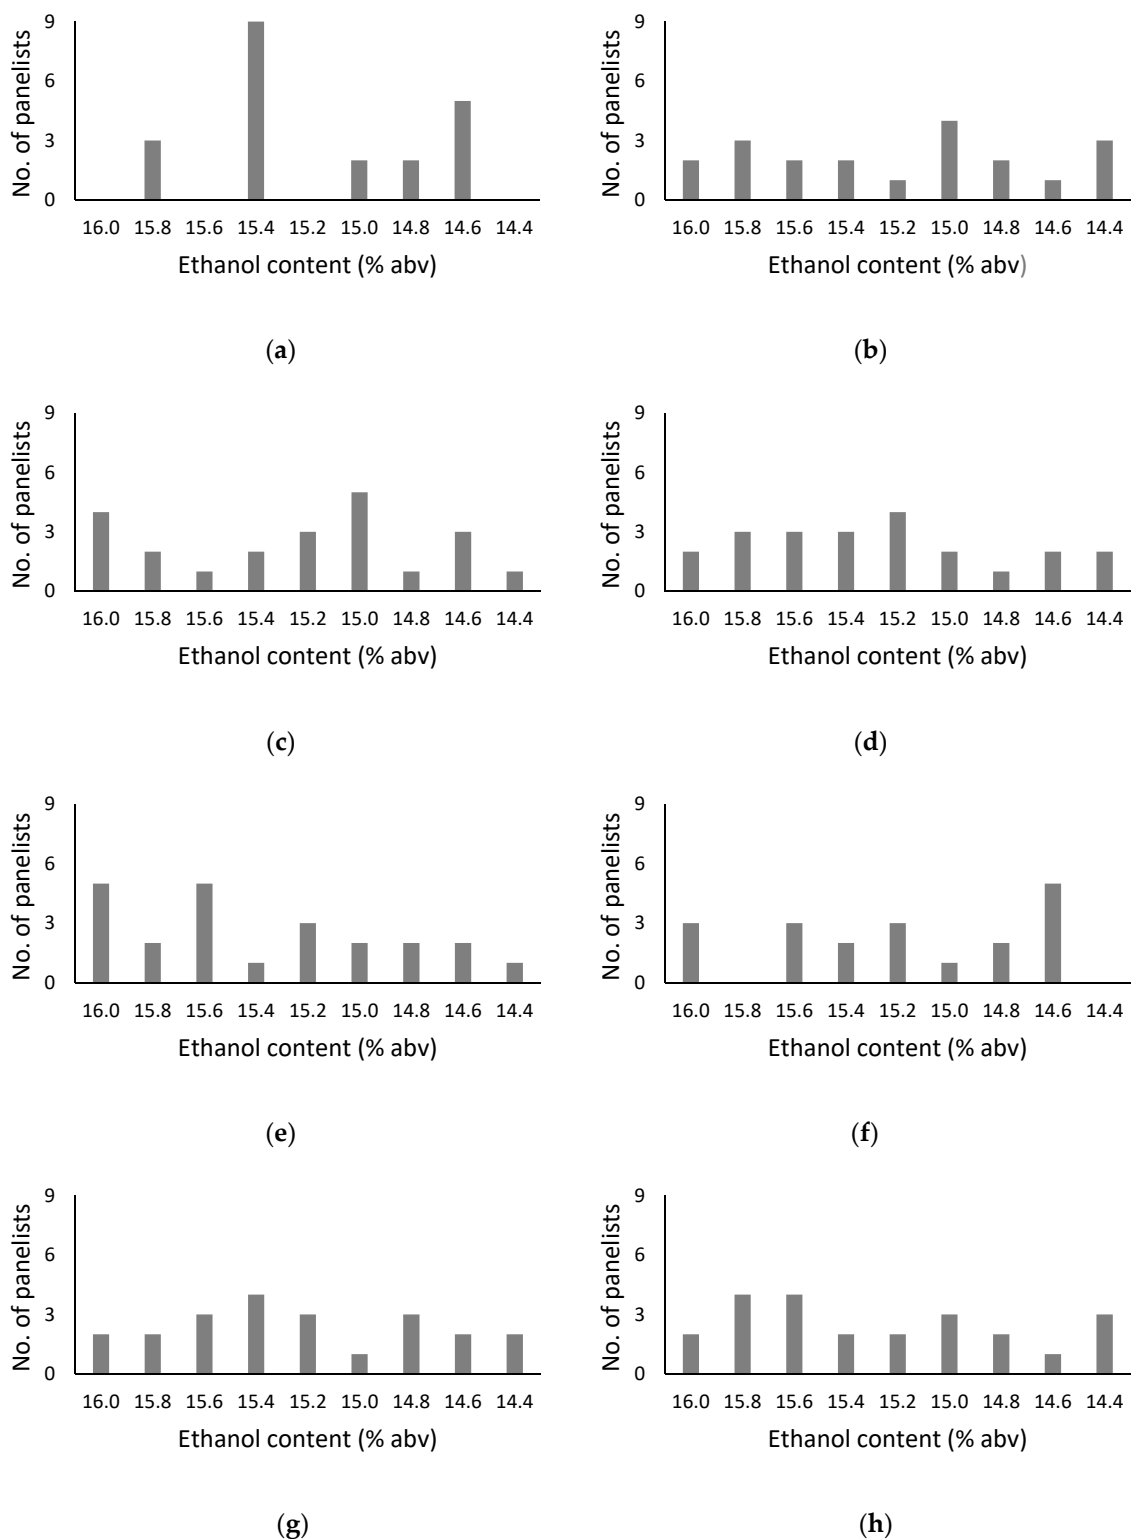 No. of panelists
9
6
3
0
16.0 15.8 15.6 15.4 15.2 15.0 14.8 14.6 14.4
Ethanol content (% abv)
(a)
No. of panelists
9
6
3
0
16.0 15.8 15.6 15.4 15.2 15.0 14.8 14.6 14.4
Ethanol content (% abv)
(b)
No. of panelists
9
6
3
0
16.0 15.8 15.6 15.4 15.2 15.0 14.8 14.6 14.4
Ethanol content (% abv)
(c)
No. of panelists
9
6
3
0
16.0 15.8 15.6 15.4 15.2 15.0 14.8 14.6 14.4
Ethanol content (% abv)
(d)
No. of panelists
9
6
3
0
16.0 15.8 15.6 15.4 15.2 15.0 14.8 14.6 14.4
Ethanol content (% abv)
(e)
No. of panelists
9
6
3
0
16.0 15.8 15.6 15.4 15.2 15.0 14.8 14.6 14.4
Ethanol content (% abv)
(f)
No. of panelists
9
6
3
0
16.0 15.8 15.6 15.4 15.2 15.0 14.8 14.6 14.4
Ethanol content (% abv)
(g)
No. of panelists
9
6
3
0
16.0 15.8 15.6 15.4 15.2 15.0 14.8 14.6 14.4
Ethanol content (% abv)
(h)